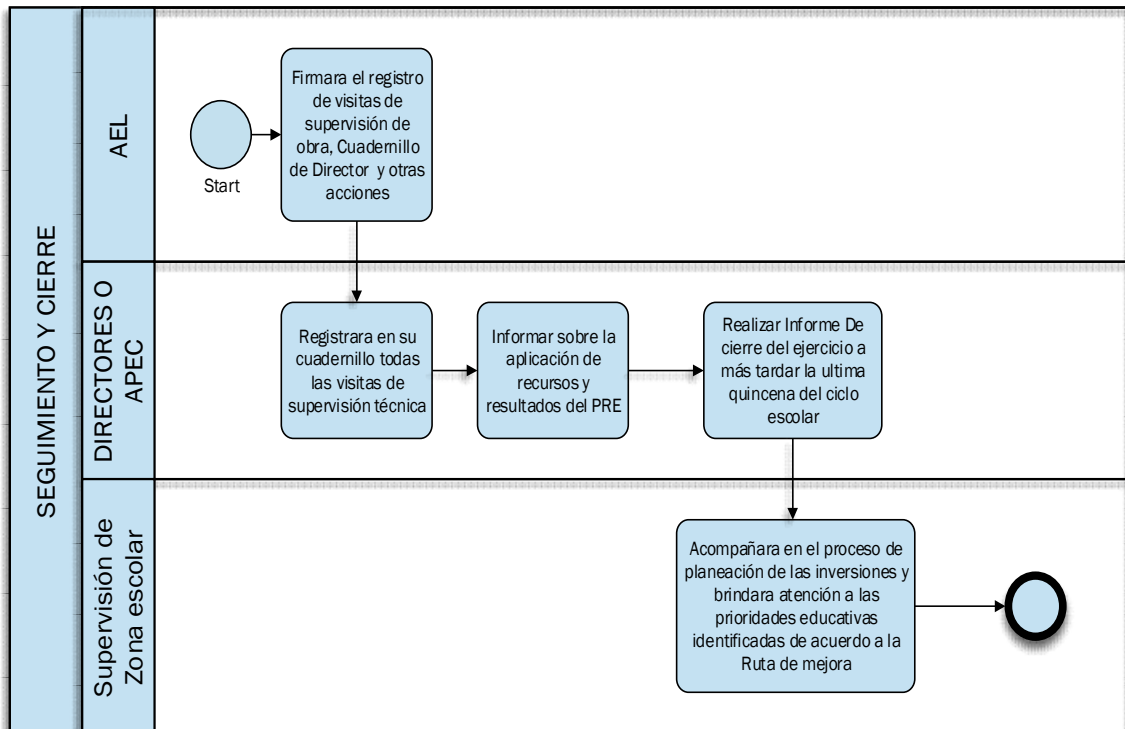 SEGUIMIENTO Y CIERRE
AEL
Start
Firmara el registro
de visitas de
supervisión de
obra, Cuadernillo
de Director y otras
acciones
DIRECTORES O
APEC
Registrara en su
cuadernillo todas
las visitas de
supervisión técnica
Informar sobre la
aplicación de
recursos y
resultados del PRE
Realizar Informe De
cierre del ejercicio a
más tardar la ultima
quincena del ciclo
escolar
Supervisión de
Zona escolar
Acompañara en el proceso de
planeación de las inversiones y
brindara atención a las
prioridades educativas
identificadas de acuerdo a la
Ruta de mejora